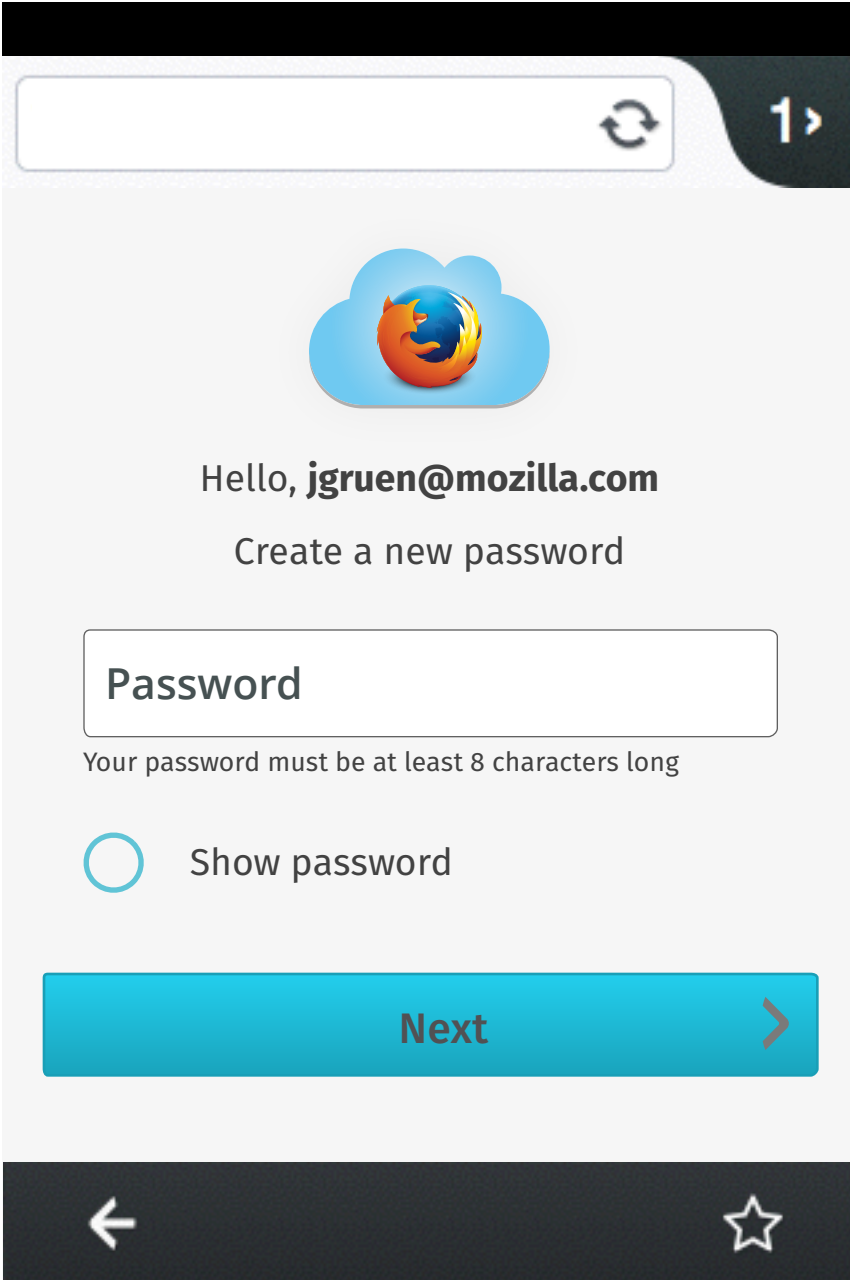 1›
Hello, jgruen@mozilla.com
Create a new password
Password
Your password must be at least 8 characters long
Show password
Next